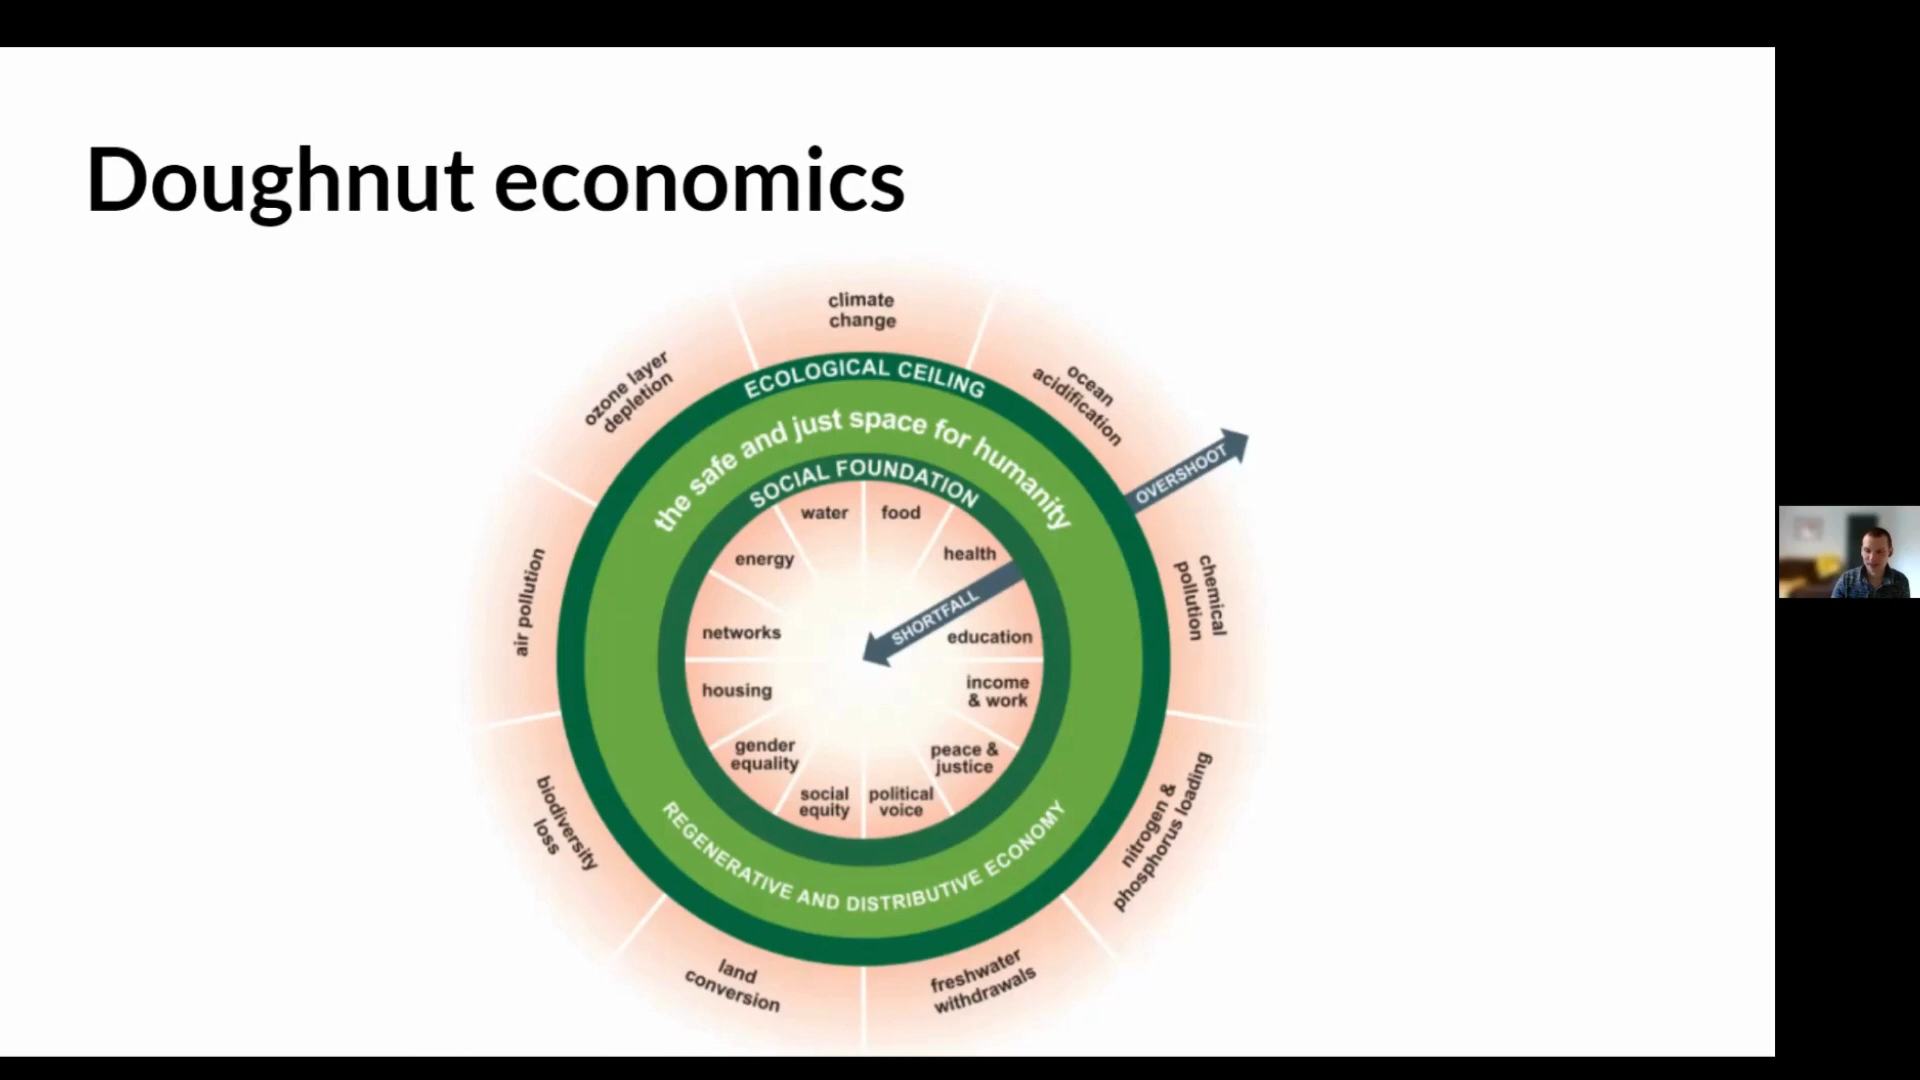 Doughnut economics
climate
change
ozone layer
depletion
ocean
acidification
ECOLOGICAL CEILING
the safe and just space for humanity
OVERSHOOT
SOCIAL FOUNDATION
water
food
energy
health
SHORTFALL
networks
education
housing
income
& work
gender
equality
peace &
justice
social
equity
political
voice
REGENERATIVE AND DISTRIBUTIVE ECONOMY
air pollution
chemical
pollution
biodiversity
loss
nitrogen &
phosphorus loading
land
conversion
freshwater
withdrawals